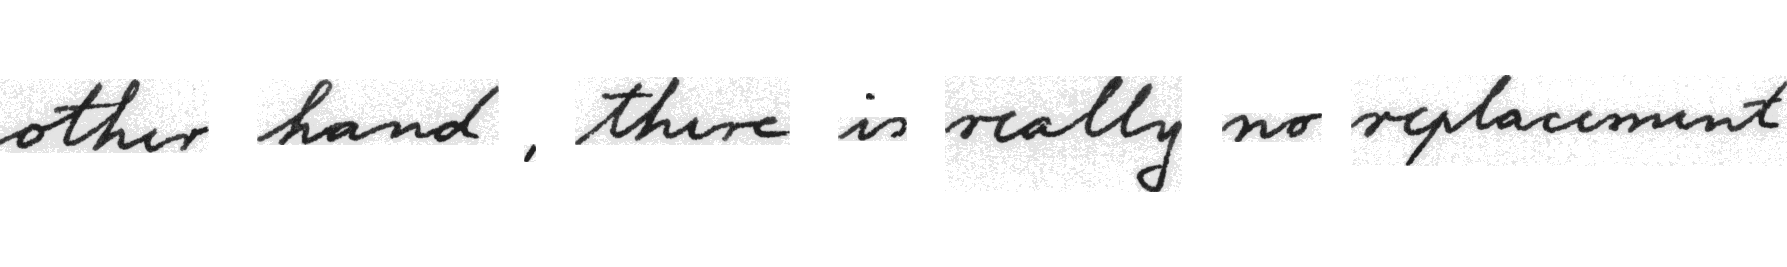 other hand , there is really no replacement